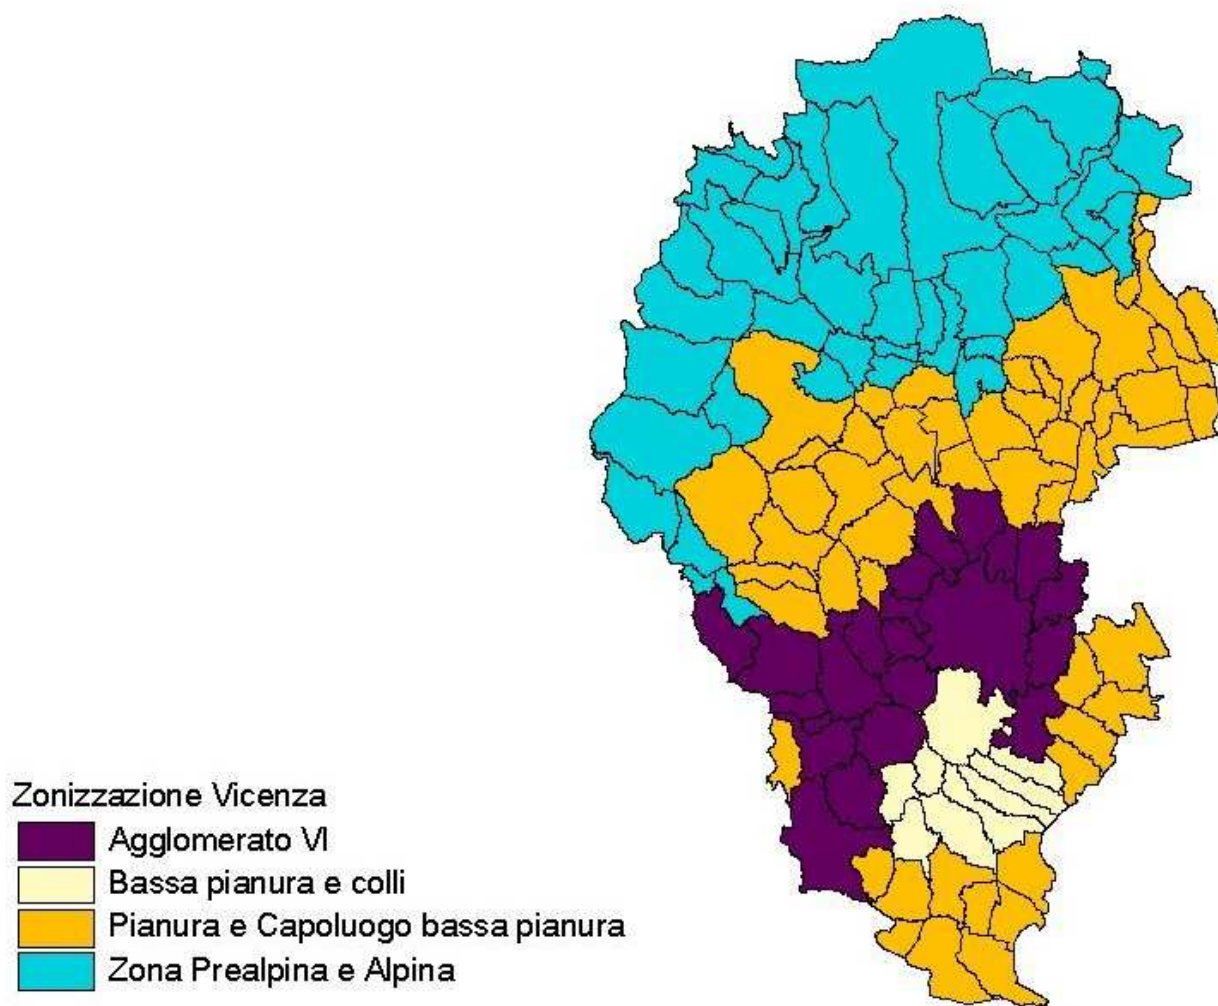 Zonizzazione Vicenza
Agglomerato VI
Bassa pianura e colli
Pianura e Capoluogo bassa pianura
Zona Prealpina e Alpina